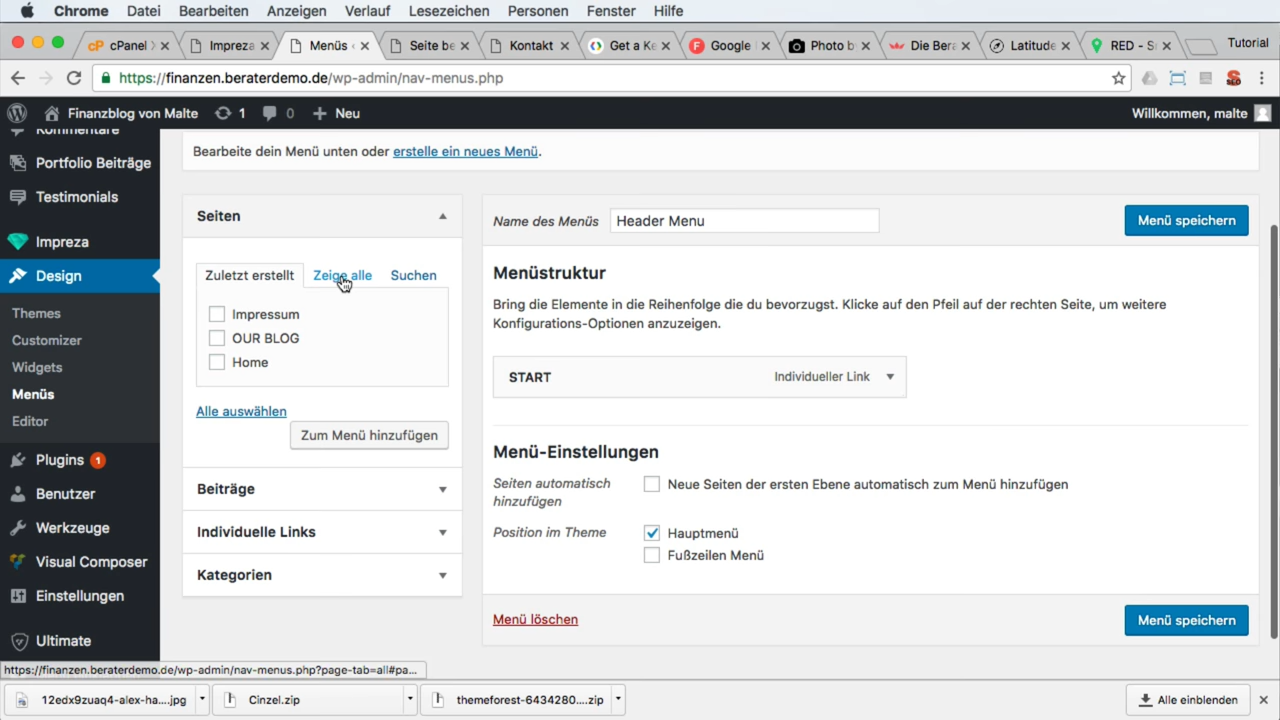 Chrome Datei Bearbeiten Anzeigen Verlauf Lesezeichen Personen Fenster Hilfe
cPanel Impreza Menüs Seite be Kontakt Get a Ke Google Photo b Die Bera Latitude RED - S Tutorial
https://finanzen.beraterdemo.de/wp-admin/nav-menus.php
Finanzblog von Malte 1 0 Neu Willkommen, malte
Kommentare
Portfolio Beiträge
Testimonials
Impreza
Design
Themes
Customizer
Widgets
Menüs
Editor
Plugins 1
Benutzer
Werkzeuge
Visual Composer
Einstellungen
Ultimate
Bearbeite dein Menü unten oder erstelle ein neues Menü.
Seiten
Zuletzt erstellt Zeige alle Suchen
Impressum
OUR BLOG
Home
Alle auswählen
Zum Menü hinzufügen
Beiträge
Individuelle Links
Kategorien
Name des Menüs Header Menu Menü speichern
Menüstruktur
Bring die Elemente in die Reihenfolge die du bevorzugst. Klicke auf den Pfeil auf der rechten Seite, um weitere
Konfigurations-Optionen anzuzeigen.
START Individueller Link
Menü-Einstellungen
Seiten automatisch
hinzufügen
Neue Seiten der ersten Ebene automatisch zum Menü hinzufügen
Position im Theme Hauptmenü
Fußzeilen Menü
Menü löschen Menü speichern
https://finanzen.beraterdemo.de/wp-admin/nav-menus.php?page-tab=all#pa...
12edx9zuaq4-alex-ha....jpg Cinzel.zip themeforest-6434280....zip Alle einblenden